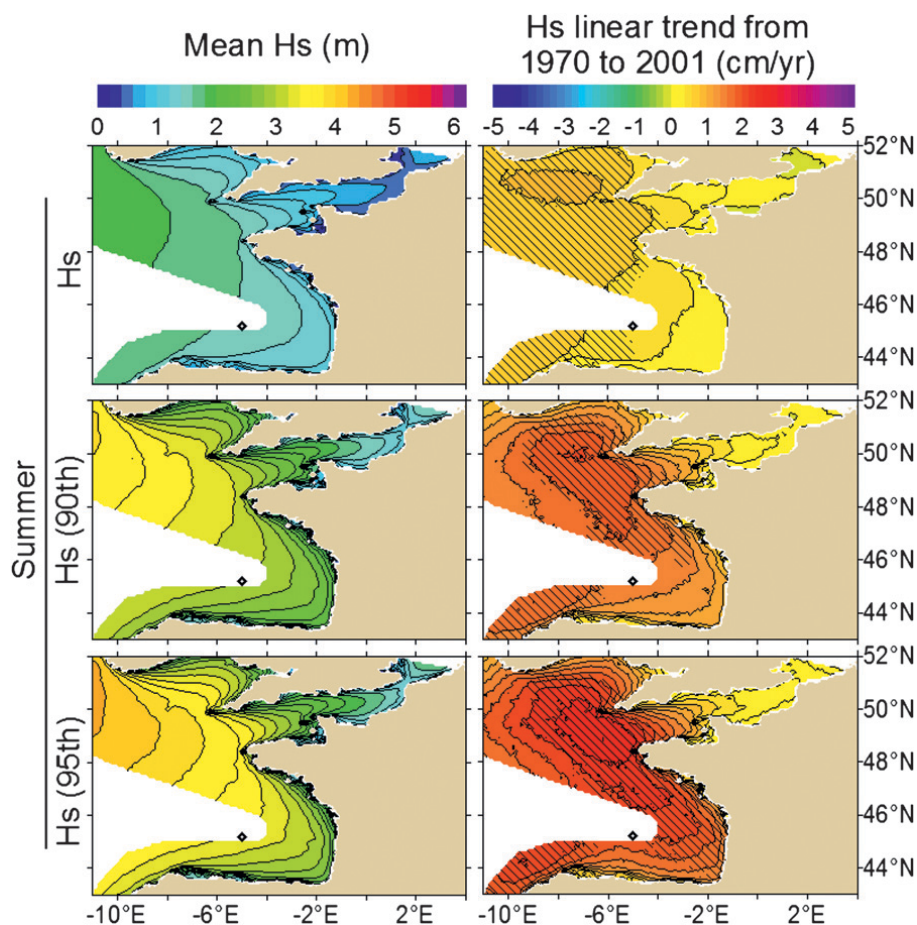 Mean Hs (m)
Hs linear trend from
1970 to 2001 (cm/yr)
0 1 2 3 4 5 6
-5 -4 -3 -2 -1 0 1 2 3 4 5
Summer
Hs
52°N
50°N
48°N
46°N
44°N
Hs (90th)
52°N
50°N
48°N
46°N
44°N
Hs (95th)
52°N
50°N
48°N
46°N
44°N
-10°E -6°E -2°E 2°E
-10°E -6°E -2°E 2°E